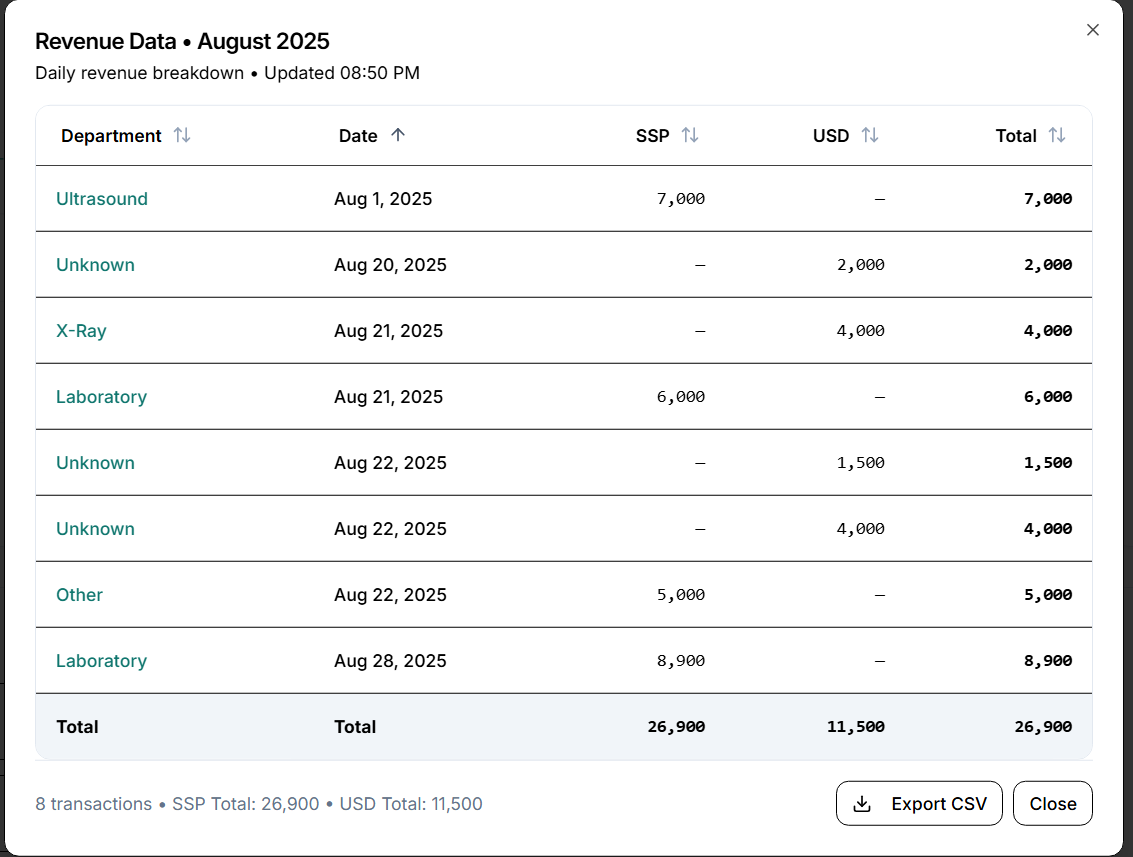 Revenue Data • August 2025
Daily revenue breakdown • Updated 08:50 PM
Department Date SSP USD Total
Ultrasound Aug 1, 2025 7,000 — 7,000
Unknown Aug 20, 2025 — 2,000 2,000
X-Ray Aug 21, 2025 — 4,000 4,000
Laboratory Aug 21, 2025 6,000 — 6,000
Unknown Aug 22, 2025 — 1,500 1,500
Unknown Aug 22, 2025 — 4,000 4,000
Other Aug 22, 2025 5,000 — 5,000
Laboratory Aug 28, 2025 8,900 — 8,900
Total Total 26,900 11,500 26,900
8 transactions • SSP Total: 26,900 • USD Total: 11,500 Export CSV Close